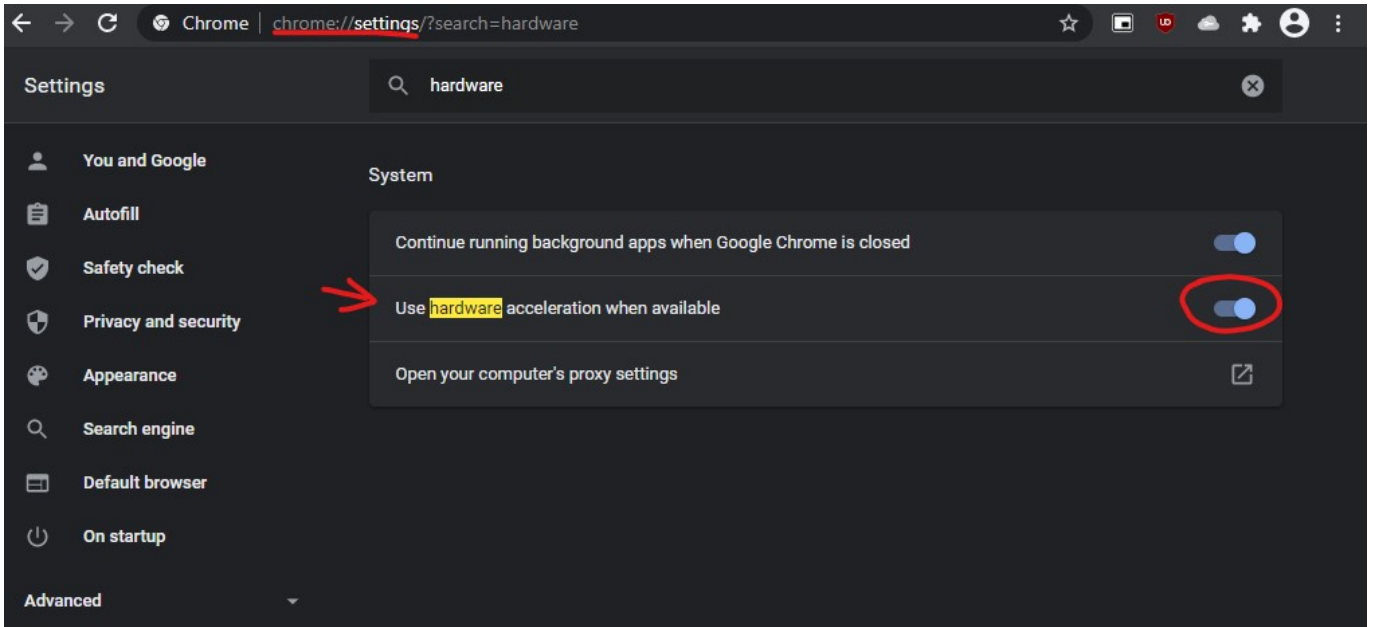 Chrome | chrome://settings/?search=hardware
Settings
hardware
You and Google
Autofill
Safety check
Privacy and security
Appearance
Search engine
Default browser
On startup
Advanced
System
Continue running background apps when Google Chrome is closed
Use hardware acceleration when available
Open your computer's proxy settings